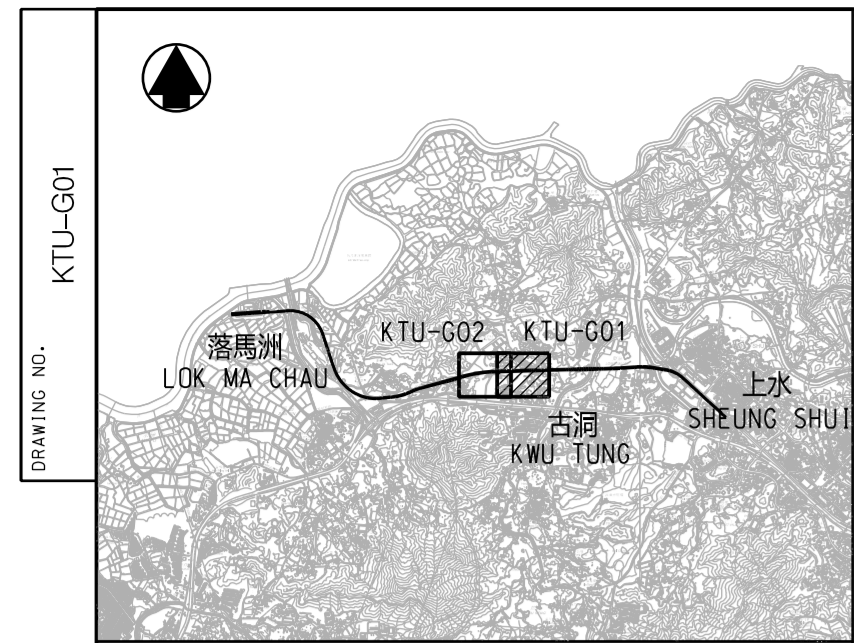 KTU-G01
DRAWING NO.
KTU-G02
KTU-G01
落馬洲
LOK MA CHAU
上水
SHEUNG SHUI
古洞
KWU TUNG